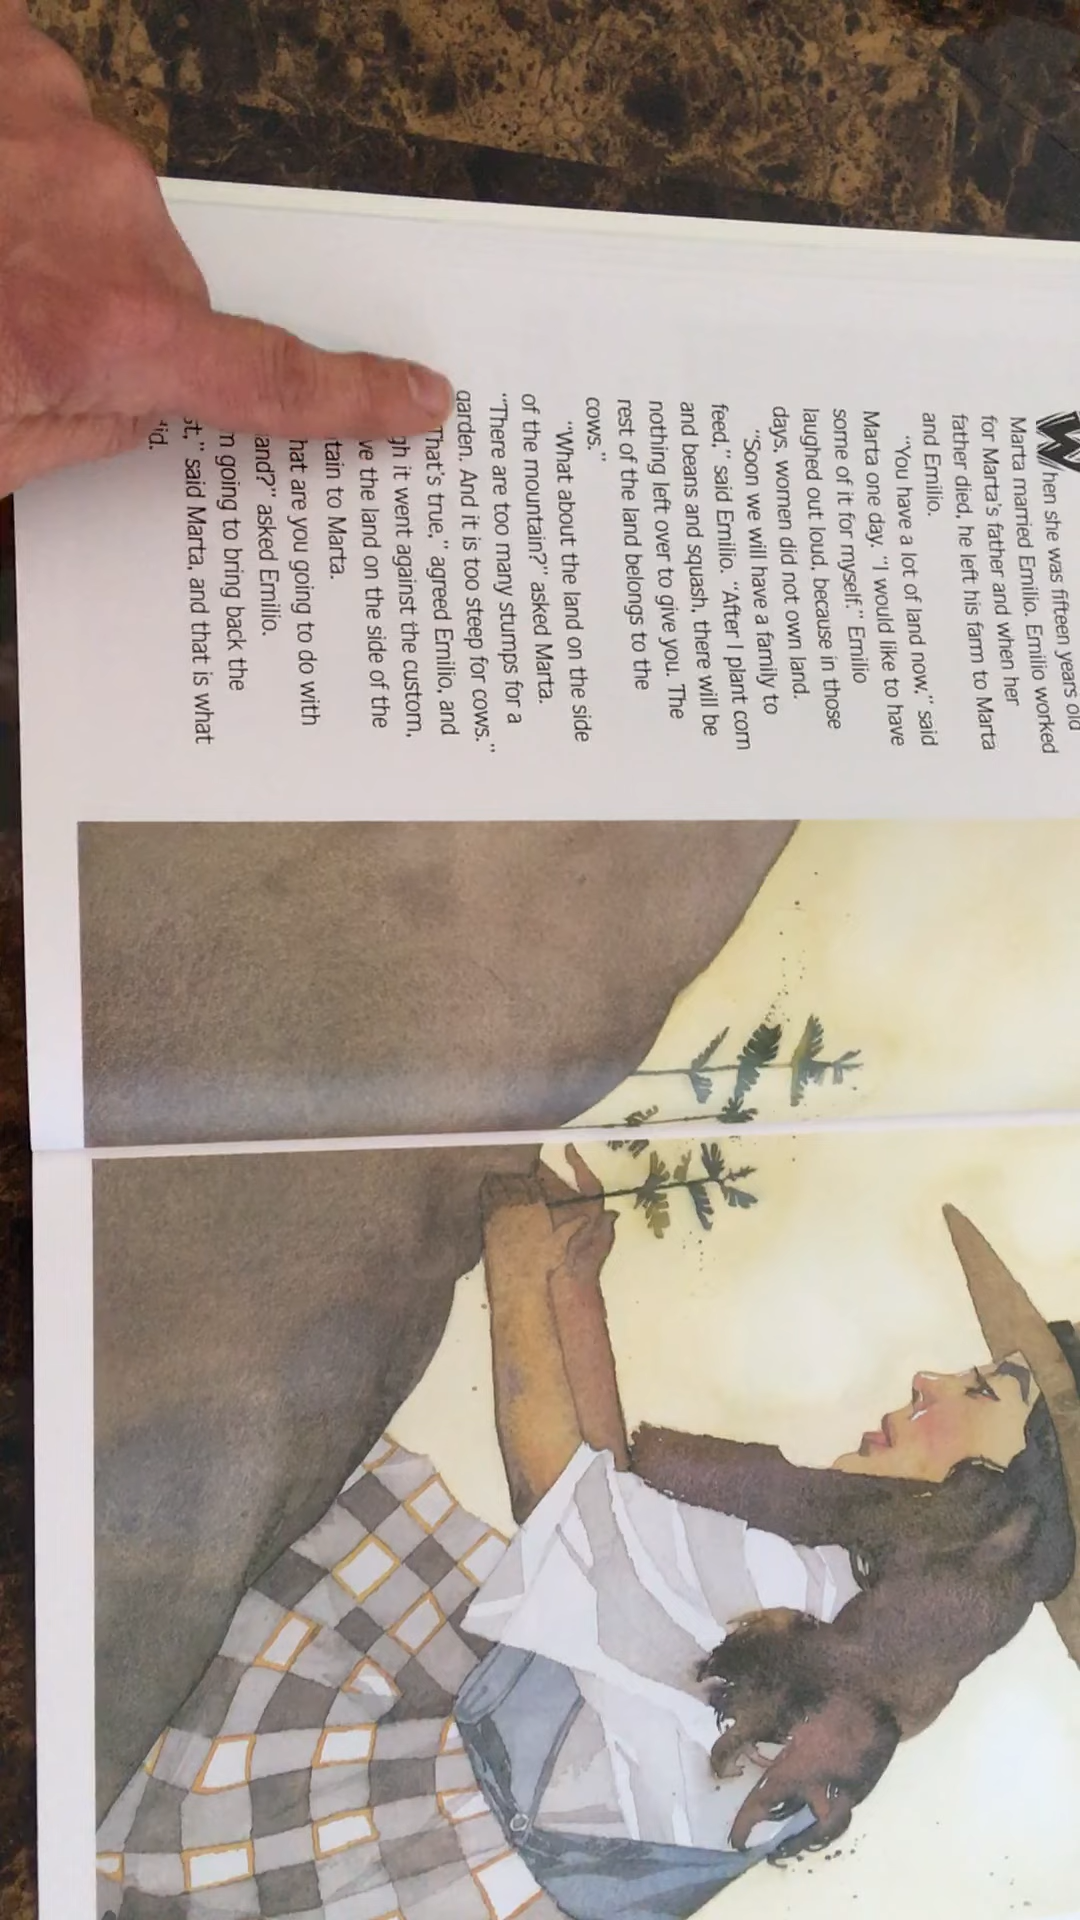 When she was fifteen years old
Marta married Emilio. Emilio worked
for Marta's father and when her
father died, he left his farm to Marta
and Emilio.
"You have a lot of land now," said
Marta one day. "I would like to have
some of it for myself." Emilio
laughed out loud, because in those
days, women did not own land.
"Soon we will have a family to
feed," said Emilio. "After I plant corn
and beans and squash, there will be
nothing left over to give you. The
rest of the land belongs to the
cows."
"What about the land on the side
of the mountain?" asked Marta.
"There are too many stumps for a
garden. And it is too steep for cows."
That's true," agreed Emilio, and
it went against the custom,
the land on the side of the
to Marta.
are you going to do with
asked Emilio.
going to bring back the
said Marta, and that is what